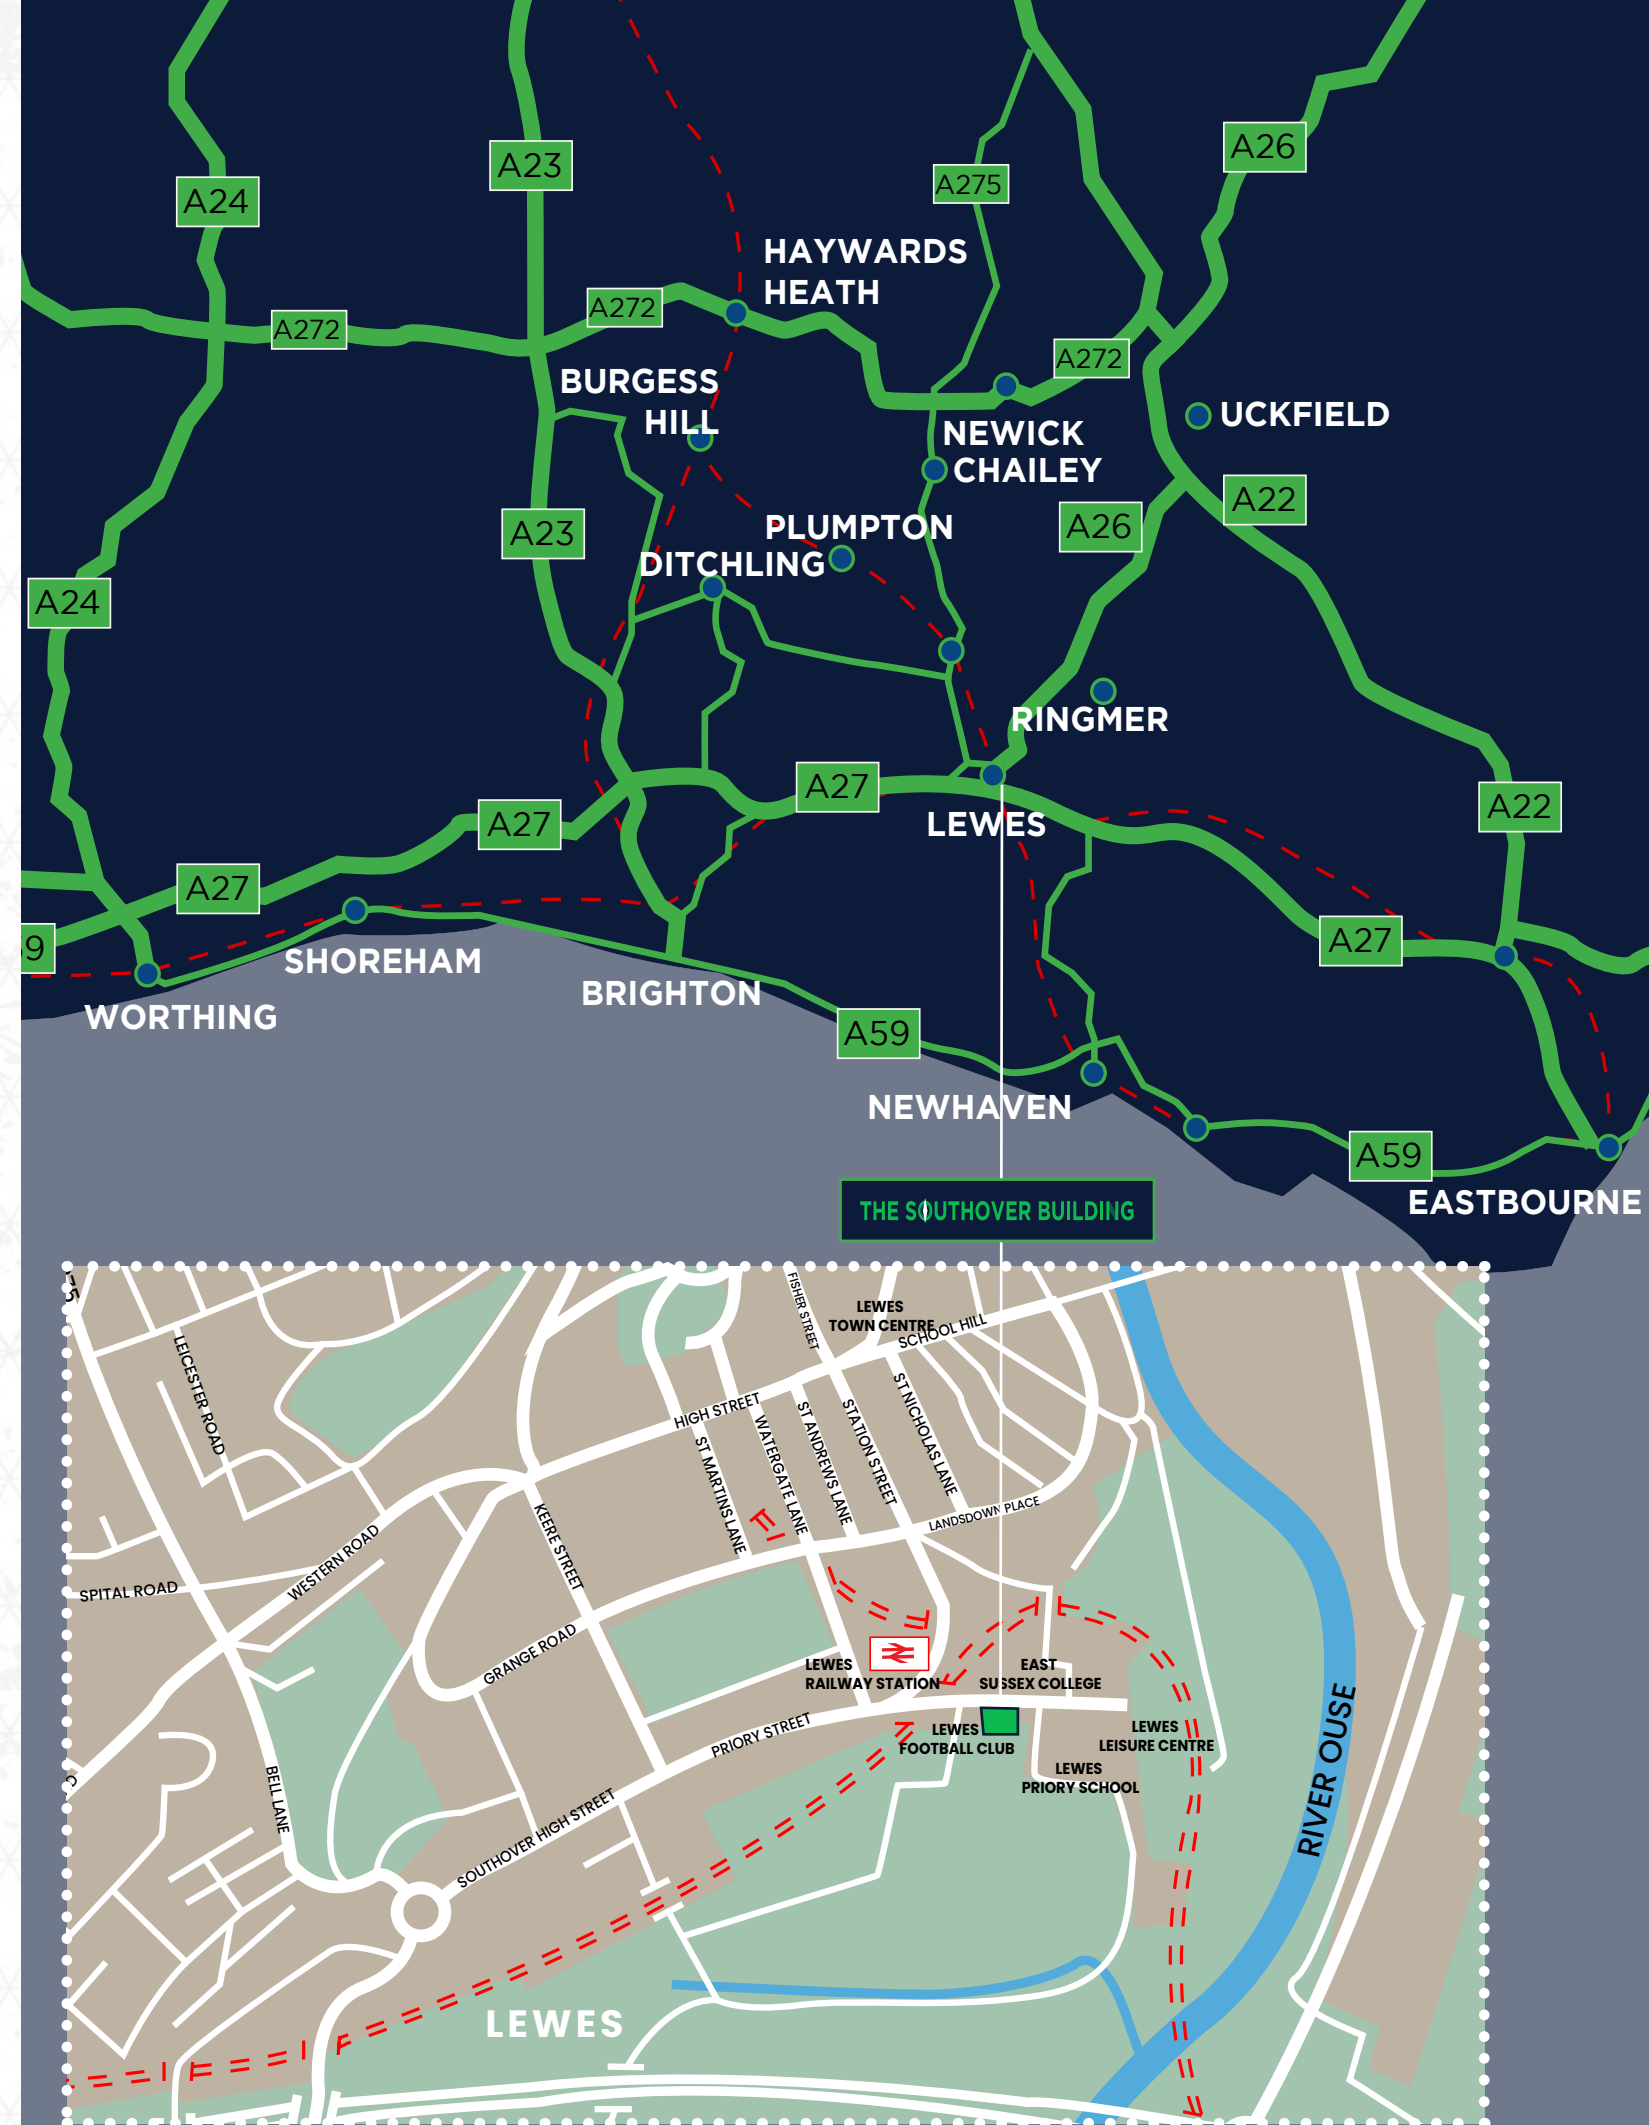 A23
A26
A275
A24
HAYWARDS
HEATH
A272
A272
A272
BURGESS
HILL
UCKFIELD
NEWICK
CHAILEY
A22
A23
A26
PLUMPTON
DITCHLING
A24
RINGMER
A27
A22
A27
LEWES
A27
A27
9
SHOREHAM
BRIGHTON
WORTHING
A59
NEWHAVEN
A59
EASTBOURNE
THE SOUTHOVER BUILDING
FISHER STREET
LEWES
TOWN CENTRE
SCHOOL HILL
LEICESTER ROAD
HIGH STREET
ST MARTINS LANE
WATERGATE LANE
ST ANDREWS LANE
STATION STREET
ST NICHOLAS LANE
LANDSDOWN PLACE
KEERE STREET
WESTERN ROAD
SPITAL ROAD
GRANGE ROAD
LEWES
RAILWAY STATION
EAST
SUSSEX COLLEGE
PRIORY STREET
LEWES
FOOTBALL CLUB
LEWES
LEISURE CENTRE
LEWES
PRIORY SCHOOL
RIVER OUSE
BELL LANE
SOUTHOVER HIGH STREET
LEWES